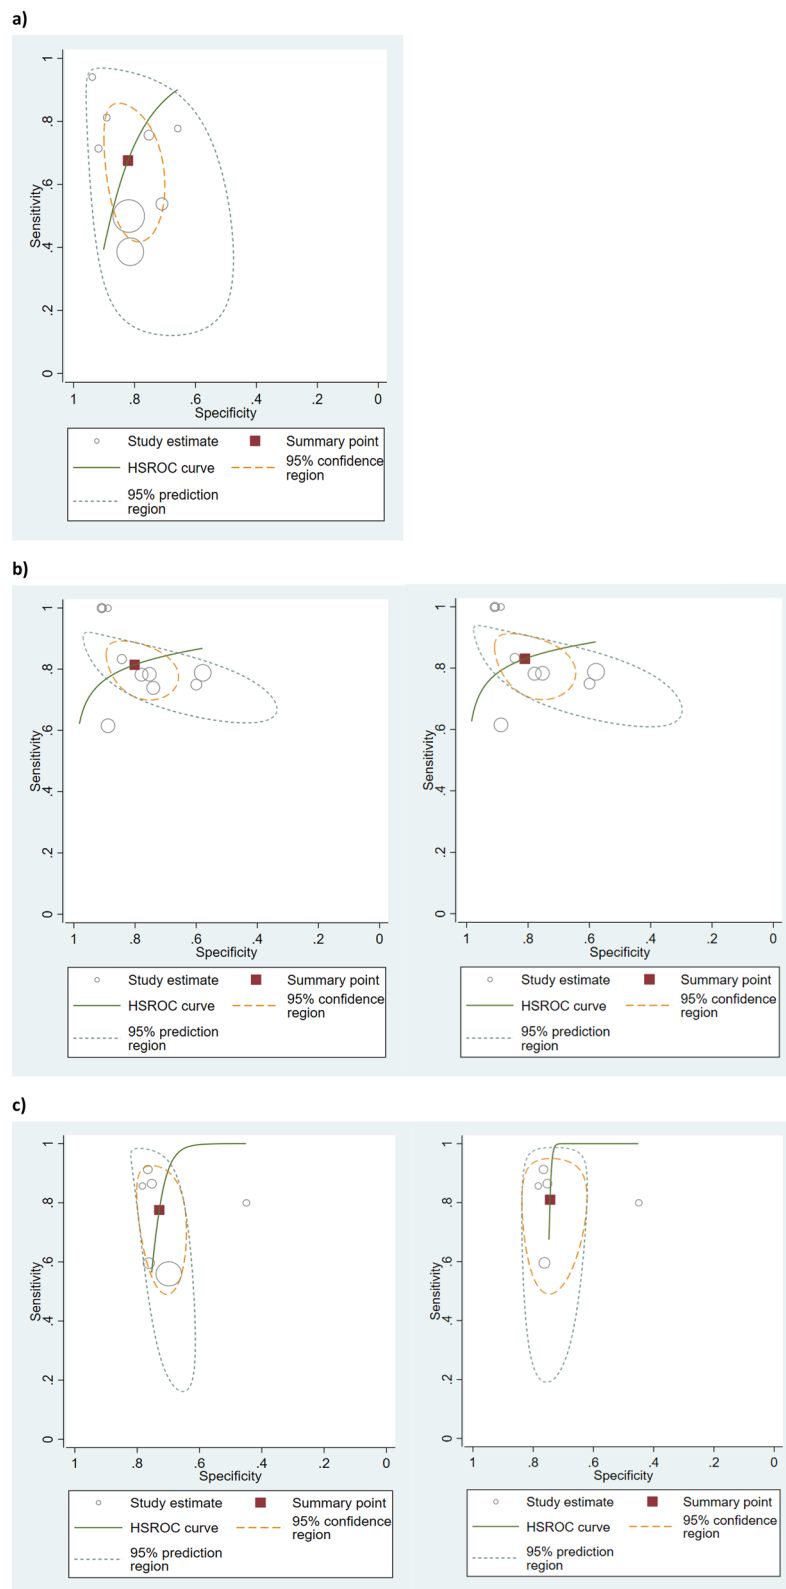 a)
Sensitivity
1
.8
.6
.4
.2
0
1 .8 .6 .4 .2 0
Specificity
Study estimate Summary point
HSROC curve 95% confidence
region
95% prediction
region
b)
Sensitivity
1
.8
.6
.4
.2
0
1 .8 .6 .4 .2 0
Specificity
Study estimate Summary point
HSROC curve 95% confidence
region
95% prediction
region
Sensitivity
1
.8
.6
.4
.2
0
1 .8 .6 .4 .2 0
Specificity
Study estimate Summary point
HSROC curve 95% confidence
region
95% prediction
region
c)
Sensitivity
1
.8
.6
.4
.2
0
1 .8 .6 .4 .2 0
Specificity
Study estimate Summary point
HSROC curve 95% confidence
region
95% prediction
region
Sensitivity
1
.8
.6
.4
.2
0
1 .8 .6 .4 .2 0
Specificity
Study estimate Summary point
HSROC curve 95% confidence
region
95% prediction
region